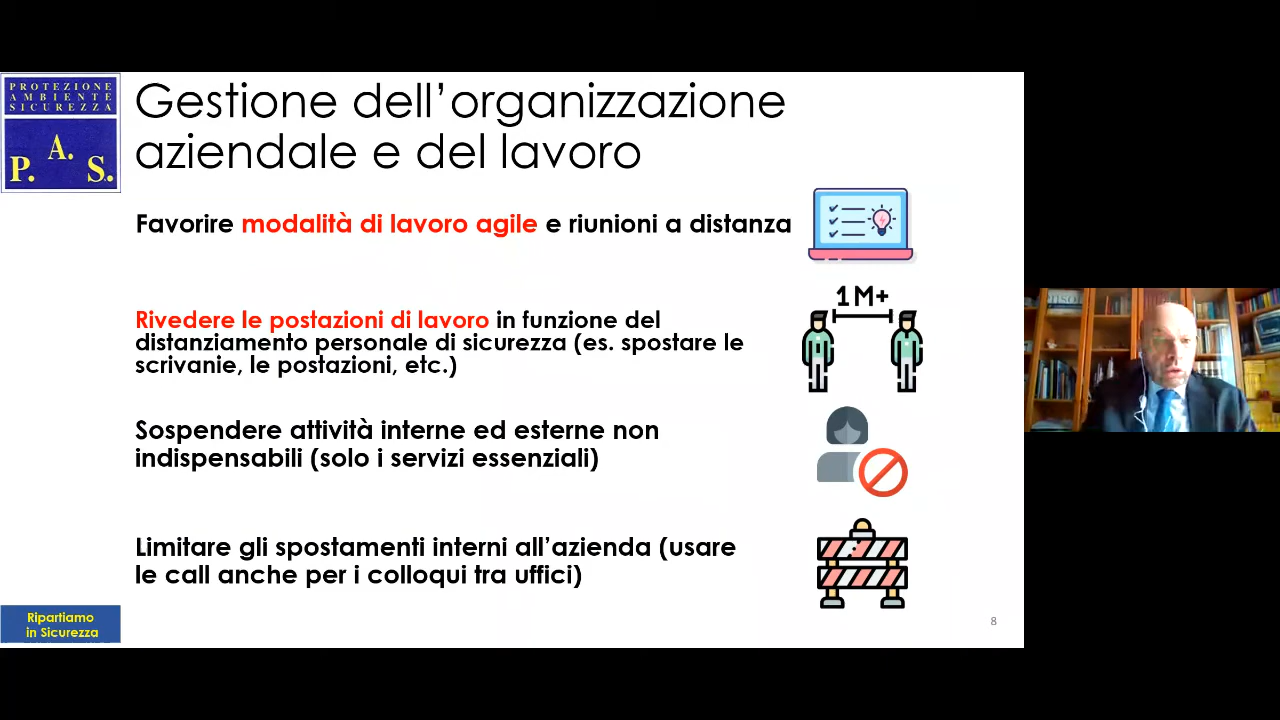 PROTEZIONE
AMBIENTE
SICUREZZA
P. A. S.
Gestione dell’organizzazione
aziendale e del lavoro
Favorire modalità di lavoro agile e riunioni a distanza
1M+
Rivedere le postazioni di lavoro in funzione del
distanziamento personale di sicurezza (es. spostare le
scrivanie, le postazioni, etc.)
Sospendere attività interne ed esterne non
indispensabili (solo i servizi essenziali)
Limitare gli spostamenti interni all’azienda (usare
le call anche per i colloqui tra uffici)
Ripartiamo
in Sicurezza
8